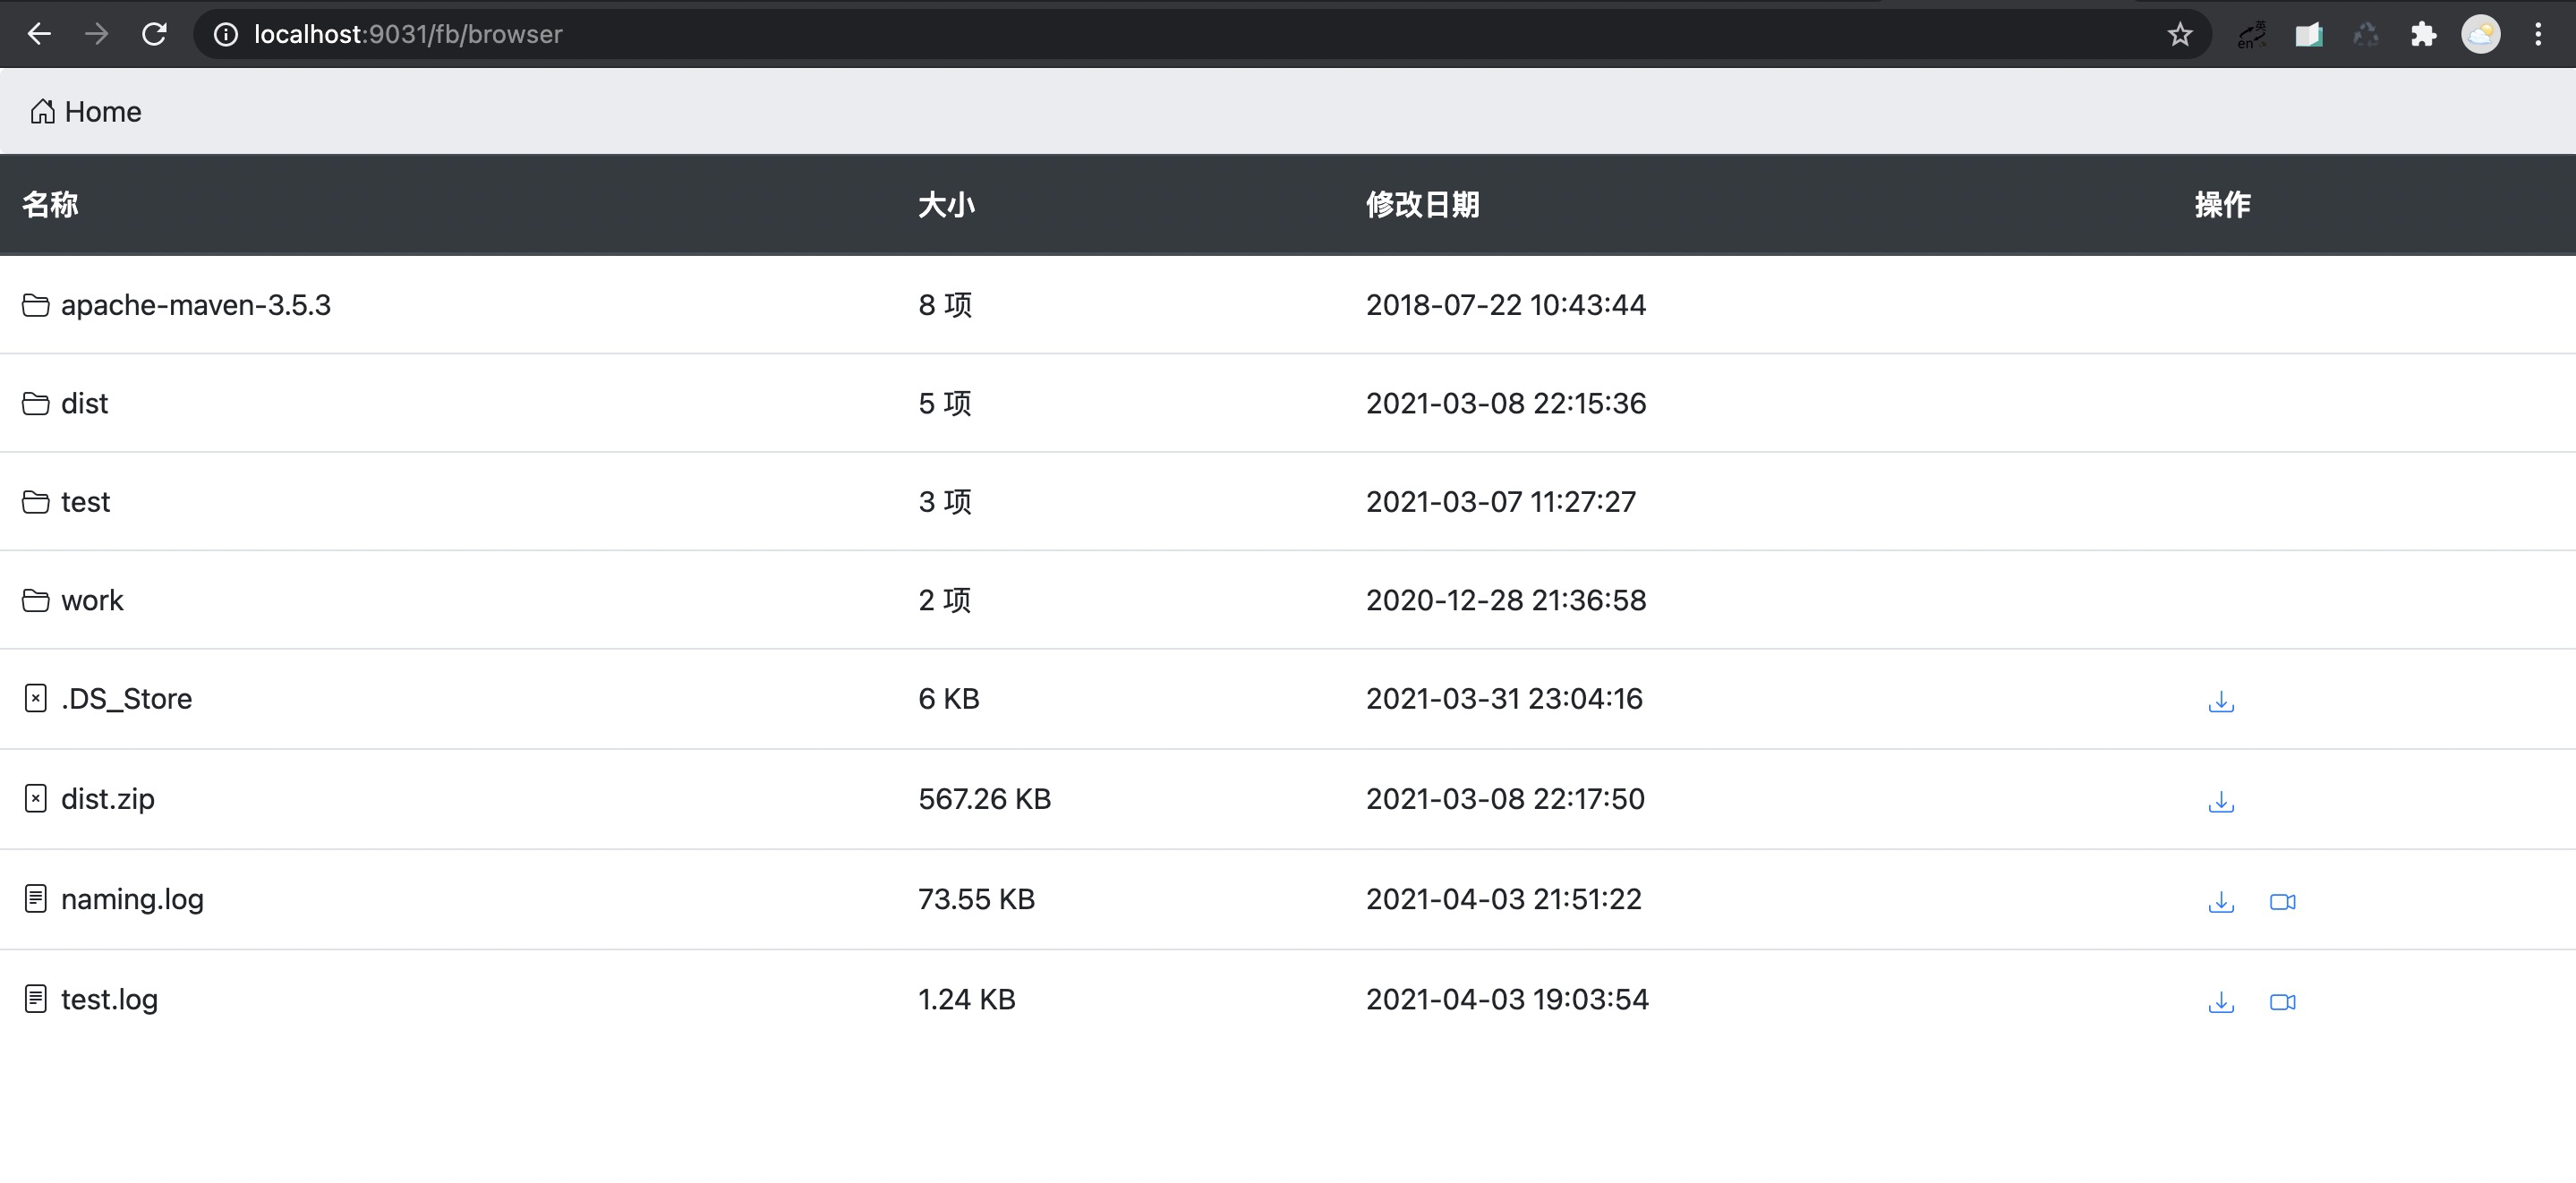 localhost:9031/fb/browser
英
en
Home
名称 大小 修改日期 操作
apache-maven-3.5.3 8 项 2018-07-22 10:43:44
dist 5 项 2021-03-08 22:15:36
test 3 项 2021-03-07 11:27:27
work 2 项 2020-12-28 21:36:58
.DS_Store 6 KB 2021-03-31 23:04:16
dist.zip 567.26 KB 2021-03-08 22:17:50
naming.log 73.55 KB 2021-04-03 21:51:22
test.log 1.24 KB 2021-04-03 19:03:54